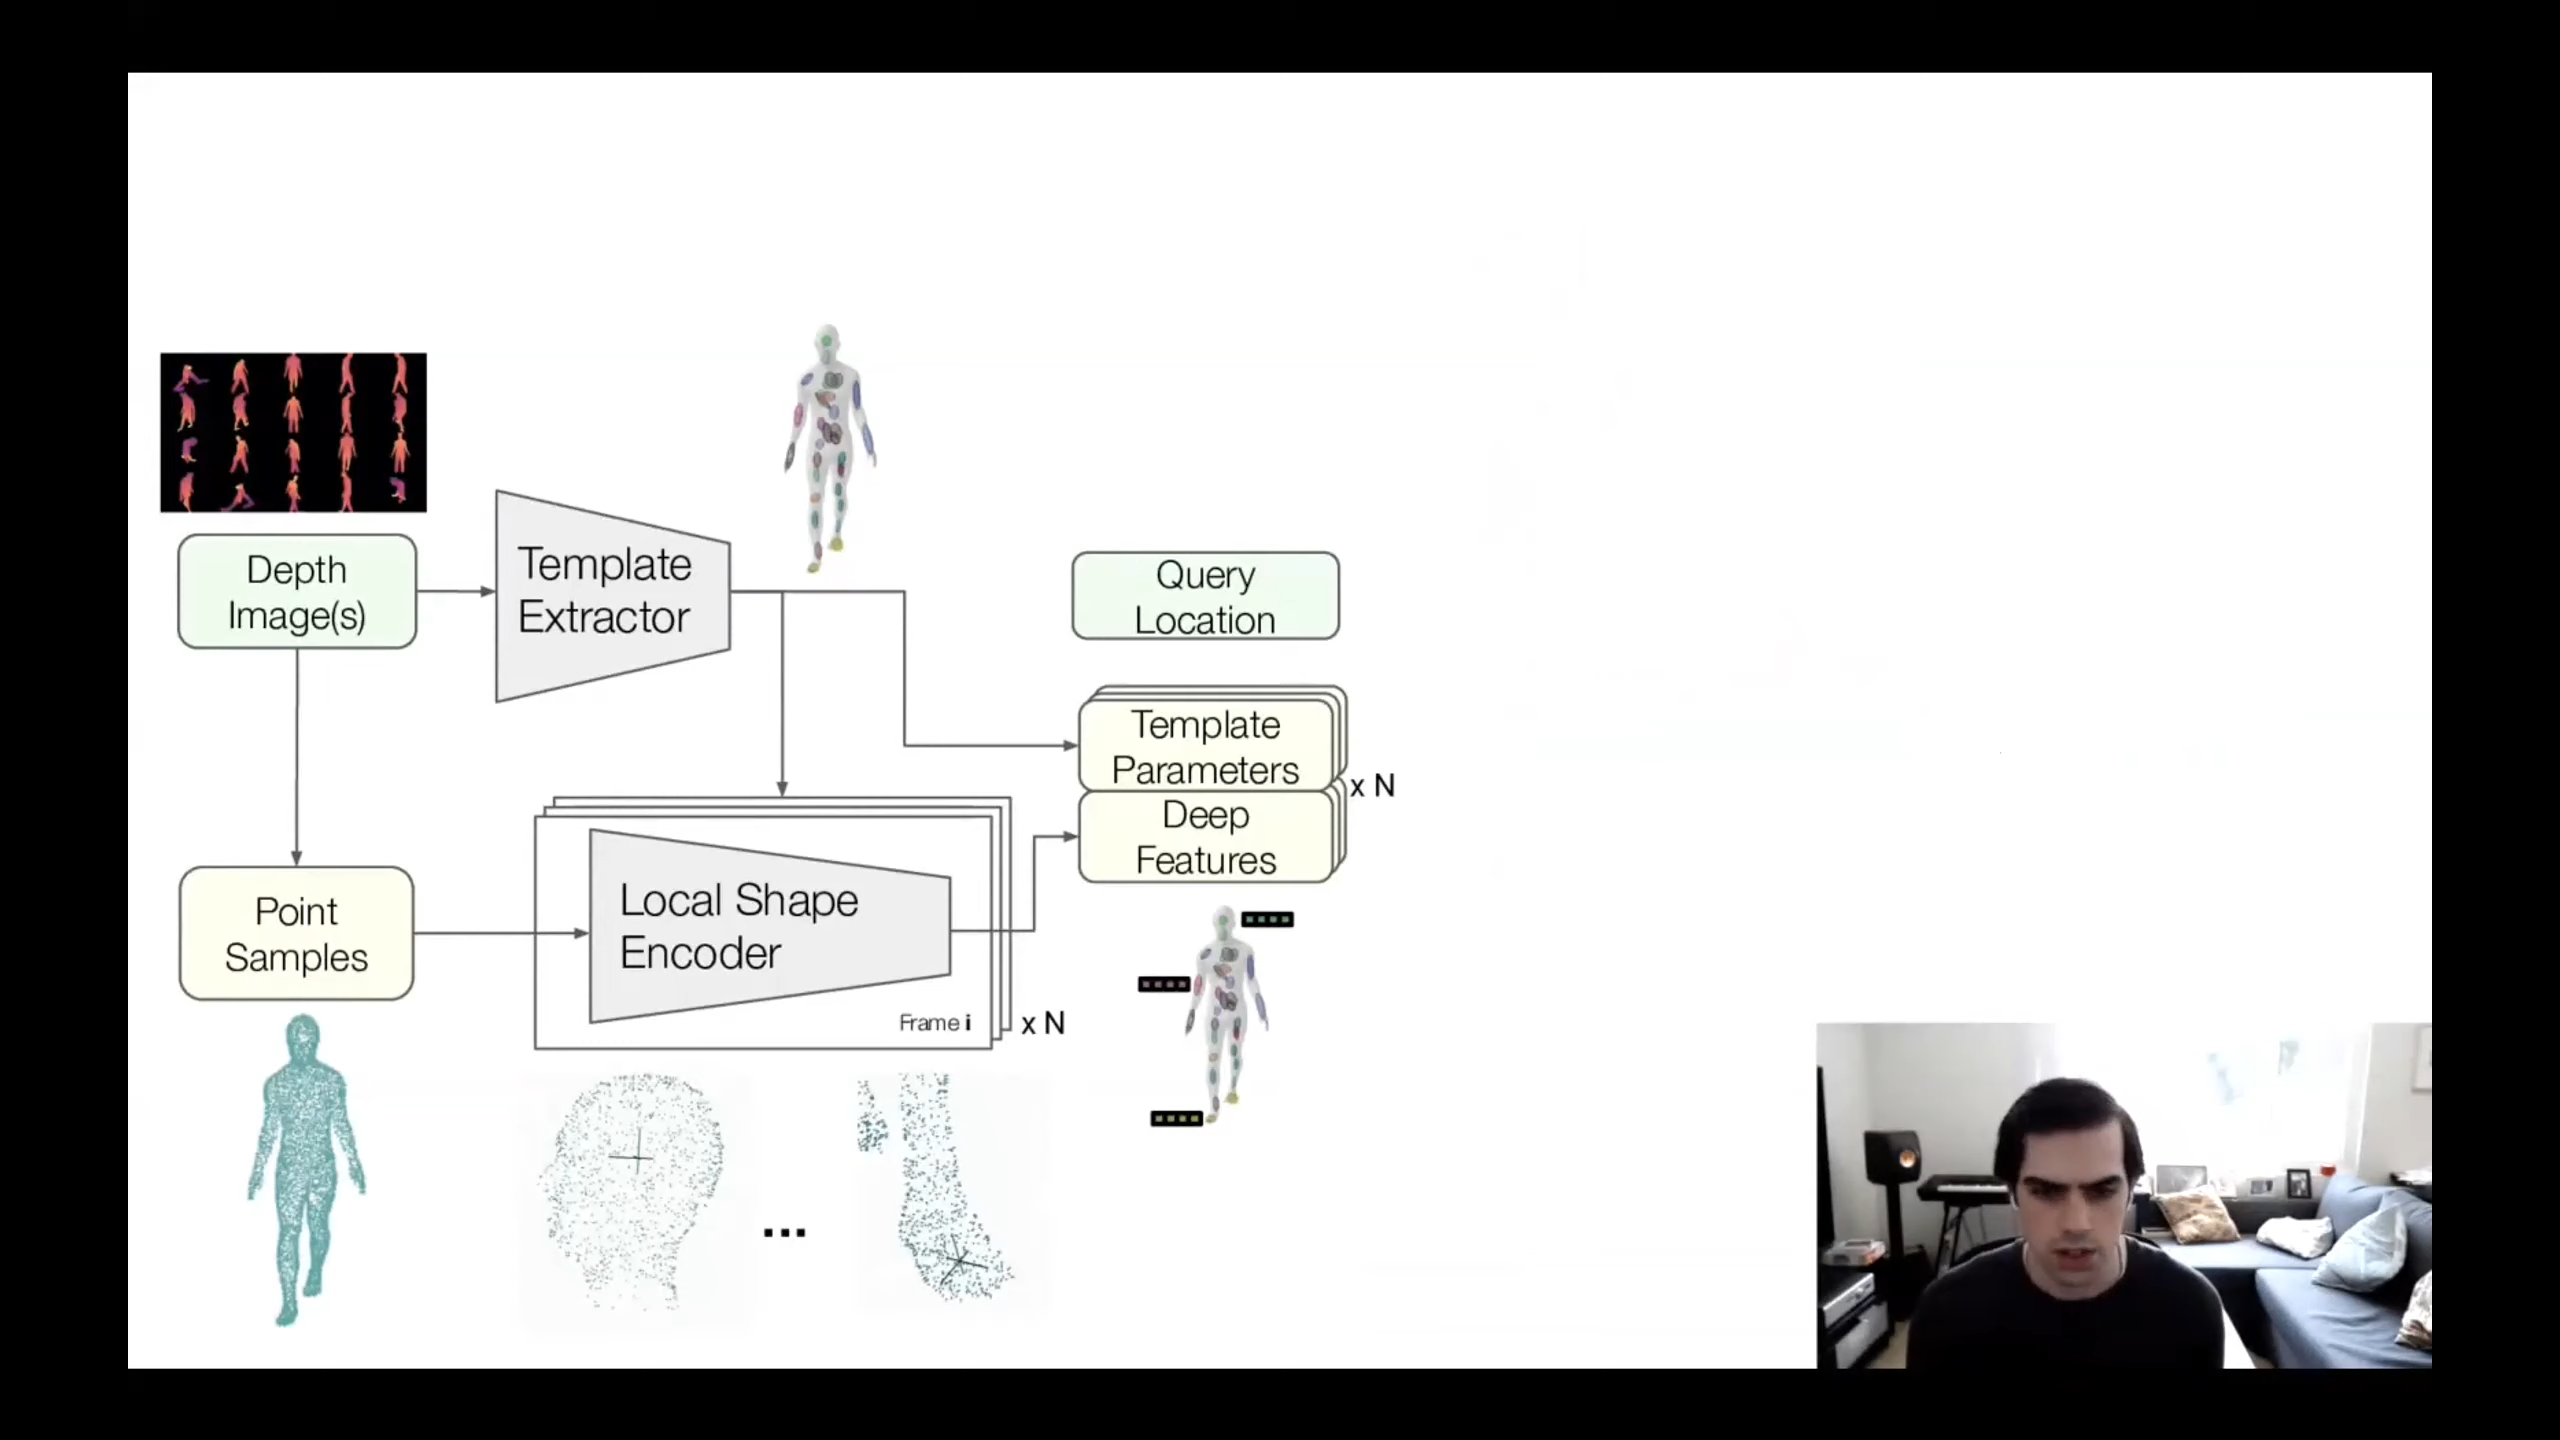 Depth
Image(s)
Template
Extractor
Query
Location
Template
Parameters
x N
Deep
Features
Point
Samples
Local Shape
Encoder
Frame i
x N
...